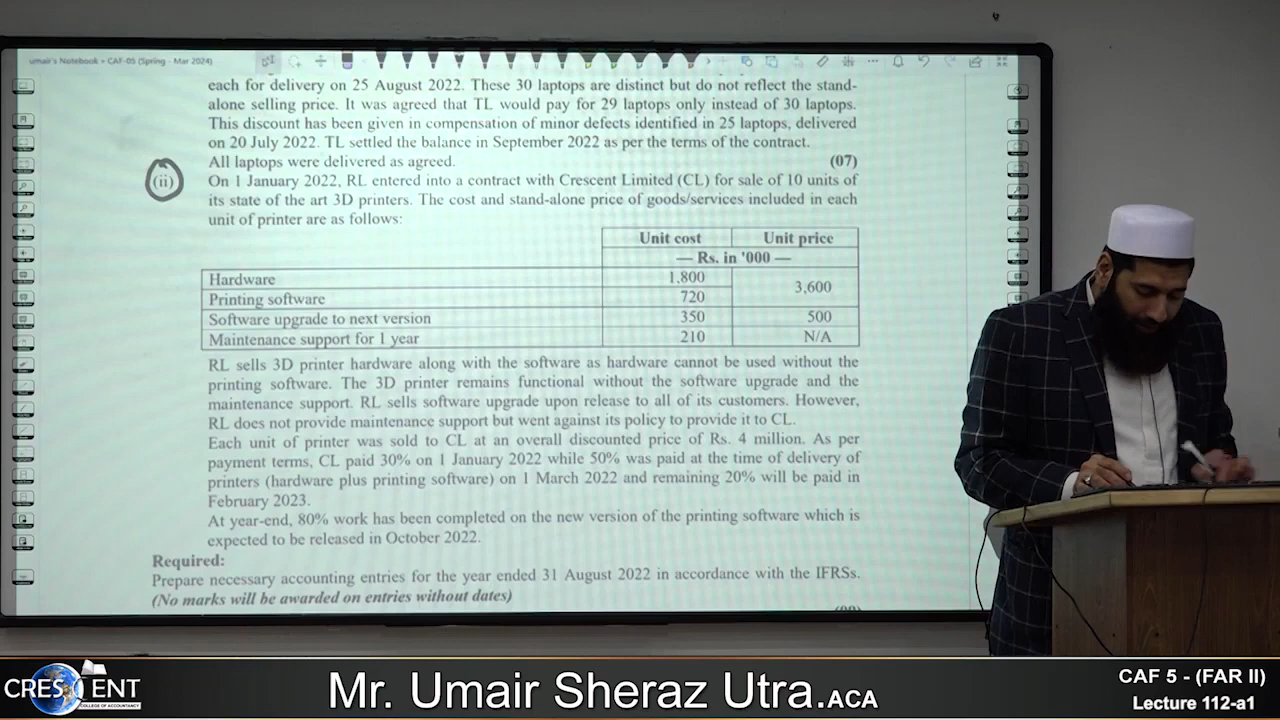 umair's Notebook » CAF-05 (Spring - Mar 2024)
each for delivery on 25 August 2022. These 30 laptops are distinct but do not reflect the stand-
alone selling price. It was agreed that TL would pay for 29 laptops only instead of 30 laptops.
This discount has been given in compensation of minor defects identified in 25 laptops, delivered
on 20 July 2022. TL settled the balance in September 2022 as per the terms of the contract.
All laptops were delivered as agreed. (07)
(ii) On 1 January 2022, RL entered into a contract with Crescent Limited (CL) for sale of 10 units of
its state of the art 3D printers. The cost and stand-alone price of goods/services included in each
unit of printer are as follows:
Unit cost Unit price
— Rs. in '000 —
Hardware 1,800
3,600
Printing software 720
Software upgrade to next version 350 500
Maintenance support for 1 year 210 N/A
RL sells 3D printer hardware along with the software as hardware cannot be used without the
printing software. The 3D printer remains functional without the software upgrade and the
maintenance support. RL sells software upgrade upon release to all of its customers. However,
RL does not provide maintenance support but went against its policy to provide it to CL.
Each unit of printer was sold to CL at an overall discounted price of Rs. 4 million. As per
payment terms, CL paid 30% on 1 January 2022 while 50% was paid at the time of delivery of
printers (hardware plus printing software) on 1 March 2022 and remaining 20% will be paid in
February 2023.
At year-end, 80% work has been completed on the new version of the printing software which is
expected to be released in October 2022.
Required:
Prepare necessary accounting entries for the year ended 31 August 2022 in accordance with the IFRSs.
(No marks will be awarded on entries without dates)
CRESCENT
COLLEGE OF ACCOUNTANCY
Mr. Umair Sheraz Utra.ACA
CAF 5 - (FAR II)
Lecture 112-a1